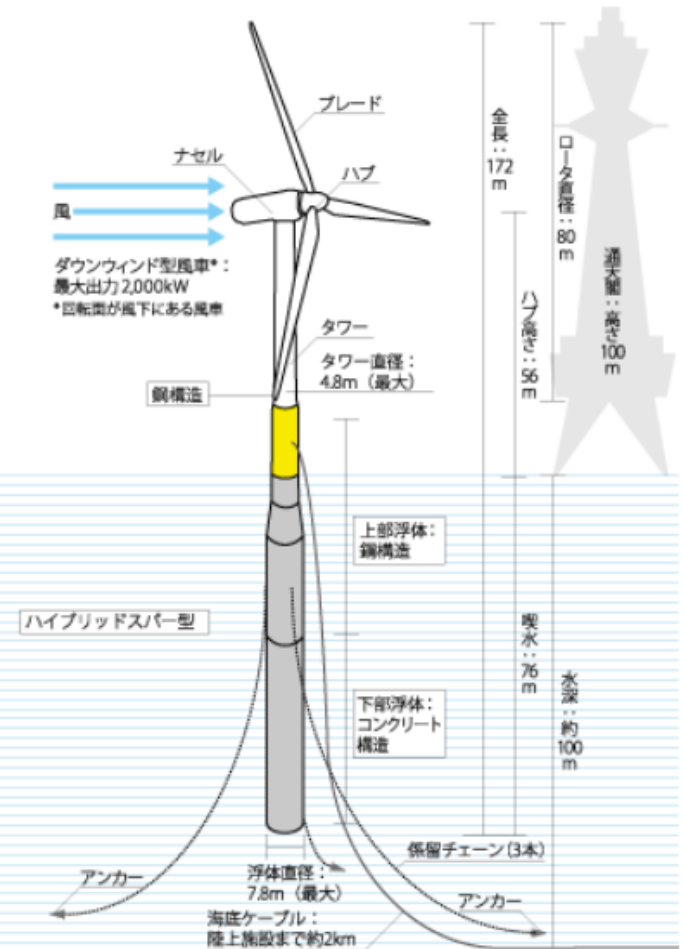 ブレード
ナセル
ハブ
風
ダウンウィンド型風車*：
最大出力2,000kW
*回転面が風下にある風車
タワー
タワー直径：
4.8m（最大）
鋼構造
全長：172m
ロータ直径：80m
通天閣：高さ100m
ハブ高さ：56m
上部浮体：
鋼構造
ハイブリッドスパー型
喫水：76m
水深：約100m
下部浮体：
コンクリート
構造
係留チェーン（3本）
アンカー
浮体直径：
7.8m（最大）
アンカー
海底ケーブル：
陸上施設まで約2km